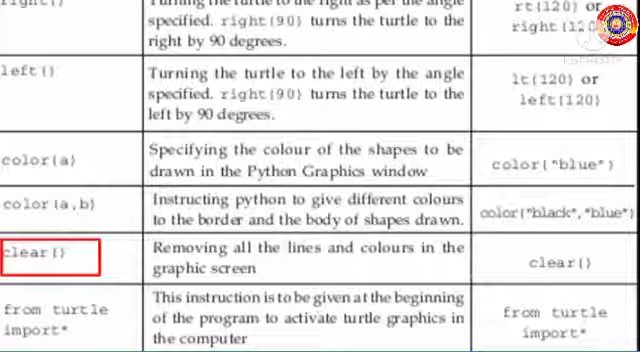 right()
Turning the turtle to the right as per the angle
specified. right(90) turns the turtle to the
right by 90 degrees.
rt(120) or
right(120
left()
Turning the turtle to the left by the angle
specified. right(90) turns the turtle to the
left by 90 degrees.
lt(120) or
left(120)
color(a)
Specifying the colour of the shapes to be
drawn in the Python Graphics window
color("blue")
color(a,b)
Instructing python to give different colours
to the border and the body of shapes drawn.
color("black","blue")
clear()
Removing all the lines and colours in the
graphic screen
clear()
from turtle
import*
This instruction is to be given at the beginning
of the program to activate turtle graphics in
the computer
from turtle
import*